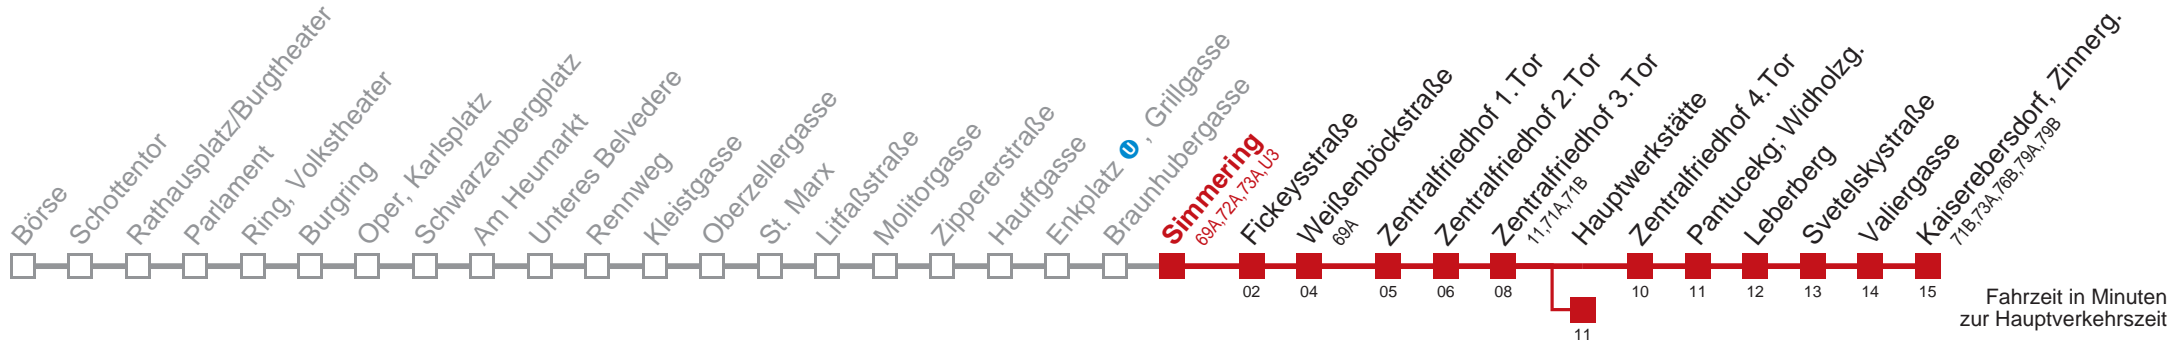 Börse
Schottentor
Rathausplatz/Burgtheater
Parlament
Ring, Volkstheater
Burgring
Oper, Karlsplatz
Schwarzenbergplatz
Am Heumarkt
Unteres Belvedere
Rennweg
Kleistgasse
Oberzellergasse
St. Marx
Litfaßstraße
Molitorgasse
Zippererstraße
Hauffgasse
Enkplatz U, Grillgasse
Braunhubergasse
Simmering
69A,72A,73A,U3
Fickeysstraße
02
Weißenböckstraße
69A
04
Zentralfriedhof 1.Tor
05
Zentralfriedhof 2.Tor
06
Zentralfriedhof 3.Tor
11,71A,71B
08
Hauptwerkstätte
11
Zentralfriedhof 4.Tor
10
Pantucekg; Widholzg.
11
Leberberg
12
Svetelskystraße
13
Valiergasse
14
Kaiserebersdorf, Zinnerg.
71B,73A,76B,79A,79B
15
Fahrzeit in Minuten
zur Hauptverkehrszeit